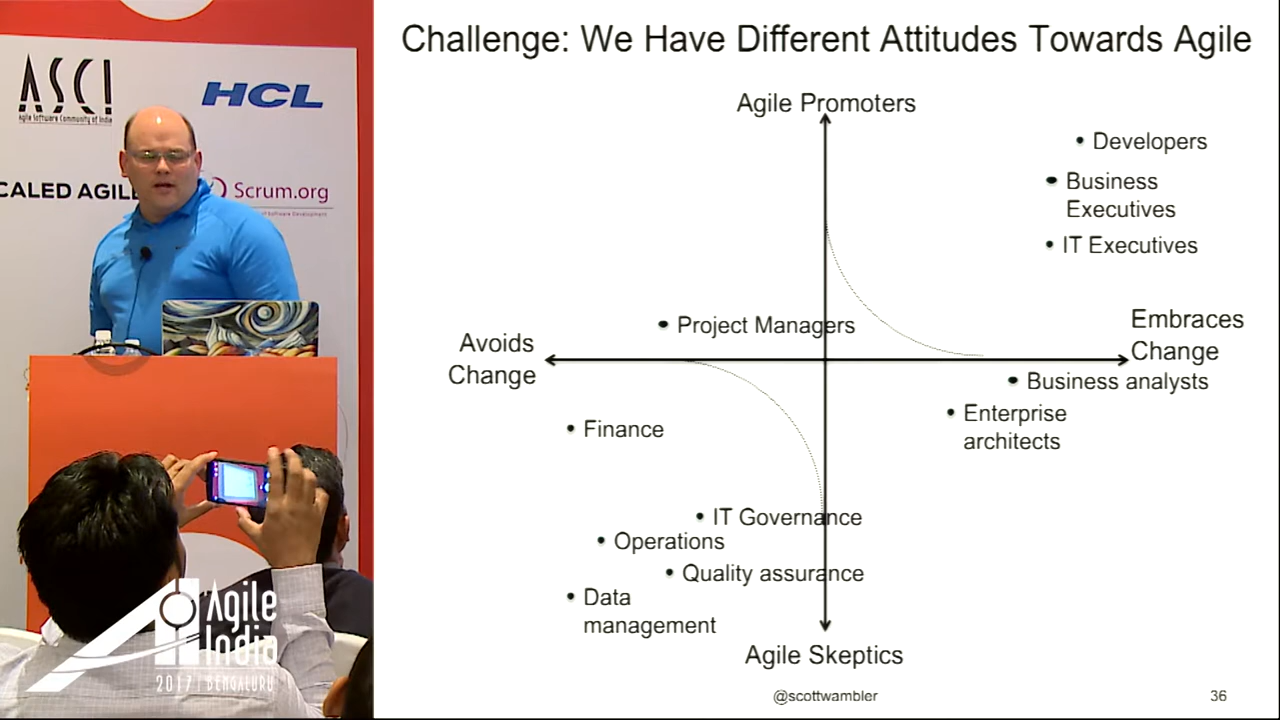 ASCI
Agile Software Community of India
HCL
CALED AGILE
Scrum.org
Challenge: We Have Different Attitudes Towards Agile
Agile Promoters
• Developers
• Business
Executives
• IT Executives
• Project Managers
Embraces
Change
Avoids
Change
• Business analysts
• Enterprise
architects
• Finance
• IT Governance
• Operations
• Quality assurance
• Data
management
Agile Skeptics
@scottwambler
36
Agile
India
2017 | BENGALURU